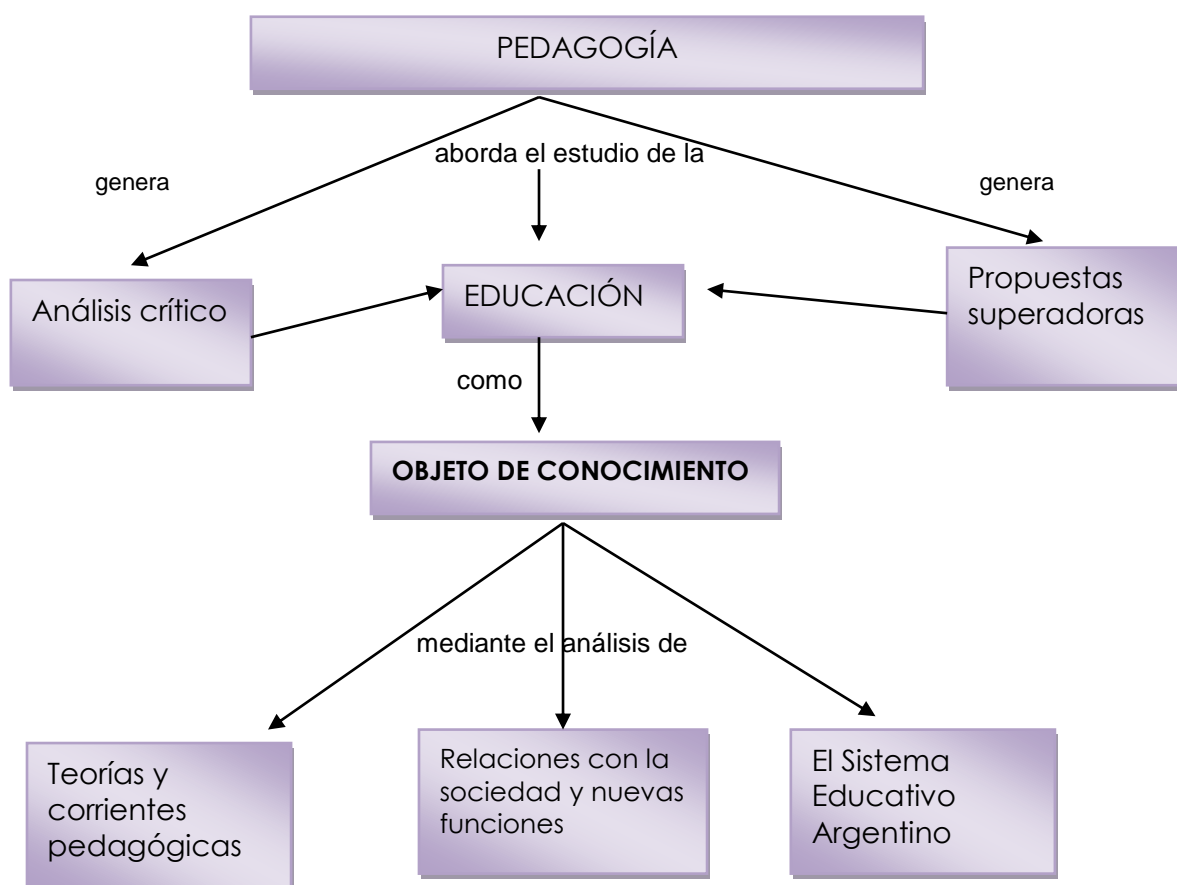 PEDAGOGÍA
aborda el estudio de la
genera
genera
Análisis crítico
EDUCACIÓN
Propuestas
superadoras
como
OBJETO DE CONOCIMIENTO
mediante el análisis de
Teorías y
corrientes
pedagógicas
Relaciones con la
sociedad y nuevas
funciones
El Sistema
Educativo
Argentino